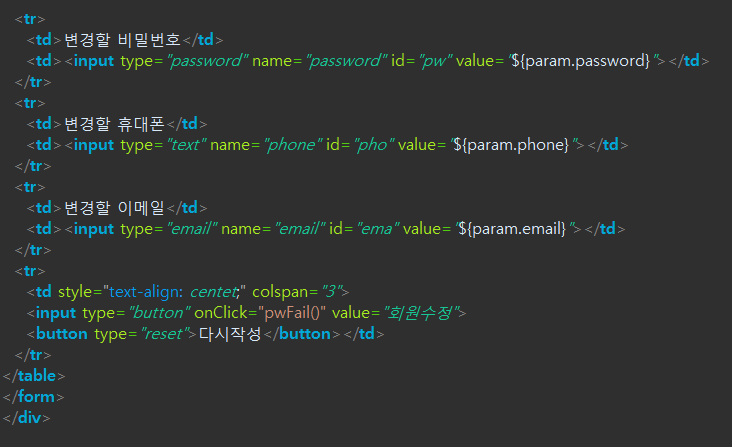 <tr>
<td>변경할 비밀번호</td>
<td><input type="password" name="password" id="pw" value="${param.password}"></td>
</tr>
<tr>
<td>변경할 휴대폰</td>
<td><input type="text" name="phone" id="pho" value="${param.phone}"></td>
</tr>
<tr>
<td>변경할 이메일</td>
<td><input type="email" name="email" id="ema" value="${param.email}"></td>
</tr>
<tr>
<td style="text-align: centet;" colspan="3">
<input type="button" onClick="pwFail()" value="회원수정">
<button type="reset">다시작성</button></td>
</tr>
</table>
</form>
</div>